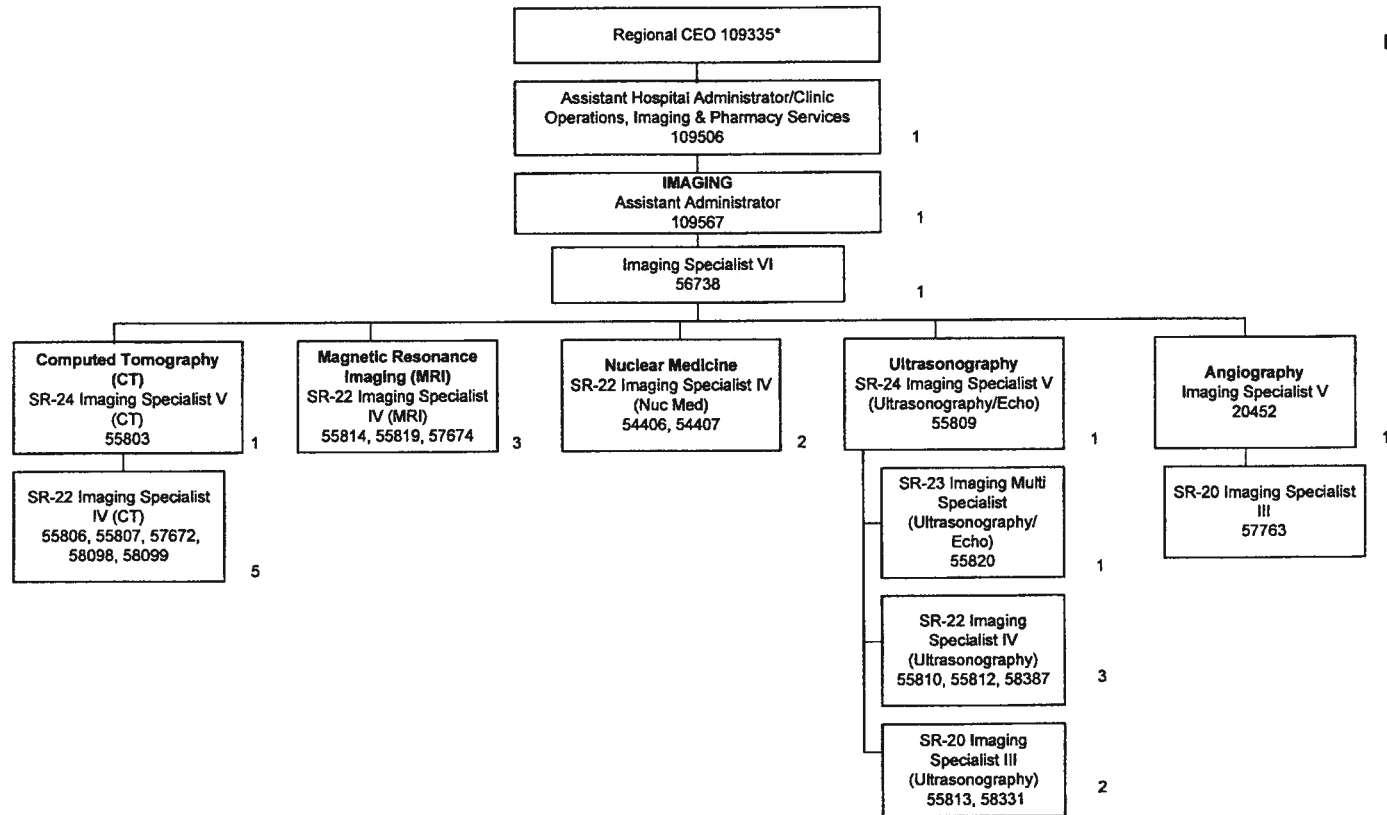 Regional CEO 109335*
Assistant Hospital Administrator/Clinic
Operations, Imaging & Pharmacy Services
109506
1
IMAGING
Assistant Administrator
109567
1
Imaging Specialist VI
56738
1
Computed Tomography
(CT)
SR-24 Imaging Specialist V
(CT)
55803
1
SR-22 Imaging Specialist
IV (CT)
55806, 55807, 57672,
58098, 58099
5
Magnetic Resonance
Imaging (MRI)
SR-22 Imaging Specialist
IV (MRI)
55814, 55819, 57674
3
Nuclear Medicine
SR-22 Imaging Specialist IV
(Nuc Med)
54406, 54407
2
Ultrasonography
SR-24 Imaging Specialist V
(Ultrasonography/Echo)
55809
1
SR-23 Imaging Multi
Specialist
(Ultrasonography/
Echo)
55820
1
SR-22 Imaging
Specialist IV
(Ultrasonography)
55810, 55812, 58387
3
SR-20 Imaging
Specialist III
(Ultrasonography)
55813, 58331
2
Angiography
Imaging Specialist V
20452
1
SR-20 Imaging Specialist
III
57763